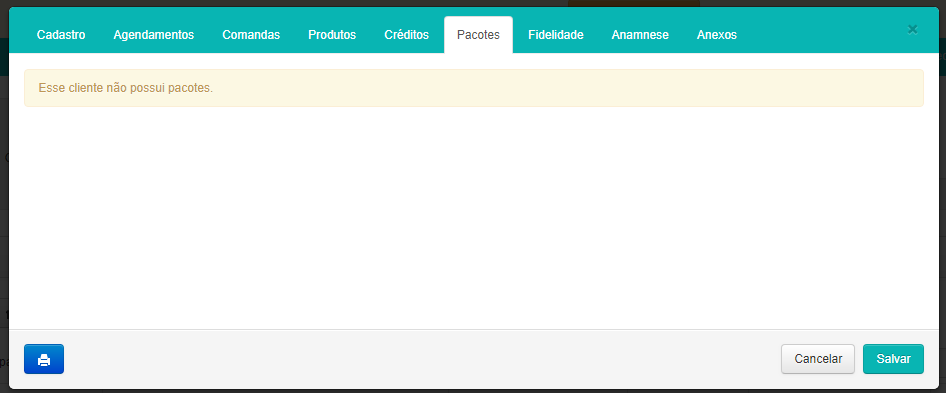 Cadastro Agendamentos Comandas Produtos Créditos Pacotes Fidelidade Anamnese Anexos ×
Esse cliente não possui pacotes.
Cancelar Salvar